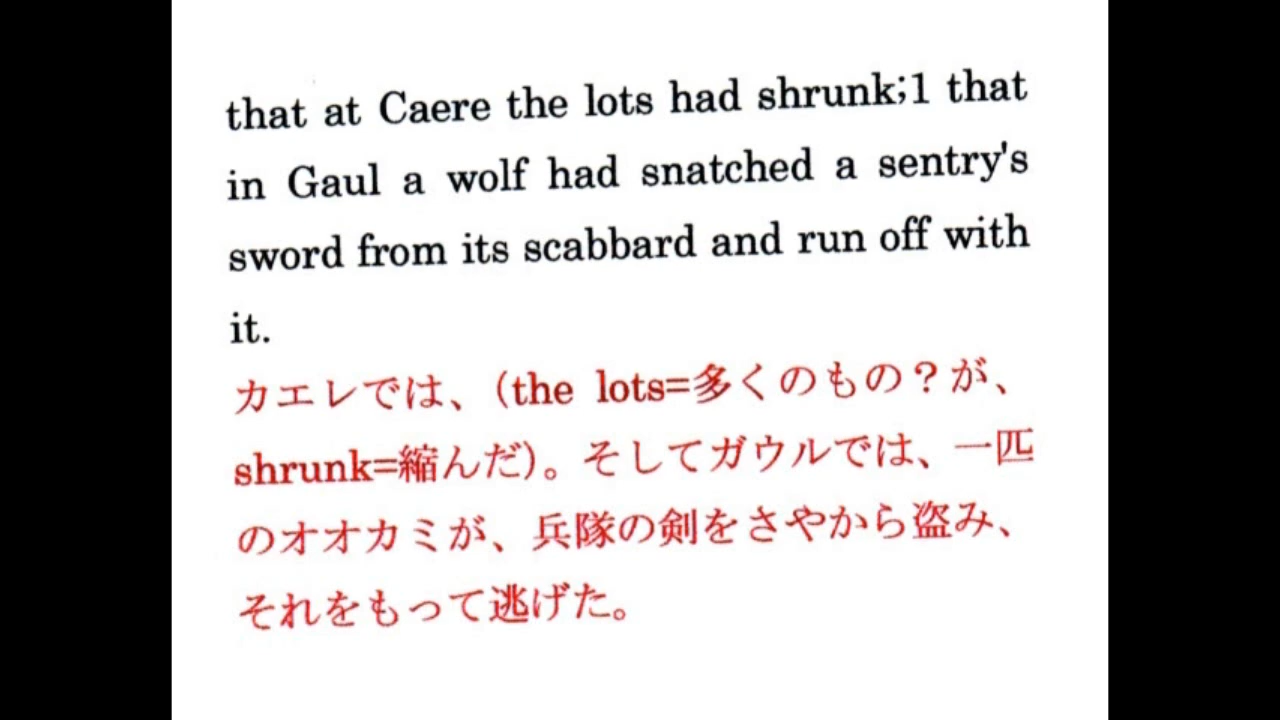 that at Caere the lots had shrunk;1 that
in Gaul a wolf had snatched a sentry's
sword from its scabbard and run off with
it.
カエレでは、（the lots=多くのもの？が、
shrunk=縮んだ）。そしてガウルでは、一匹
のオオカミが、兵隊の剣をさやから盗み、
それをもって逃げた。